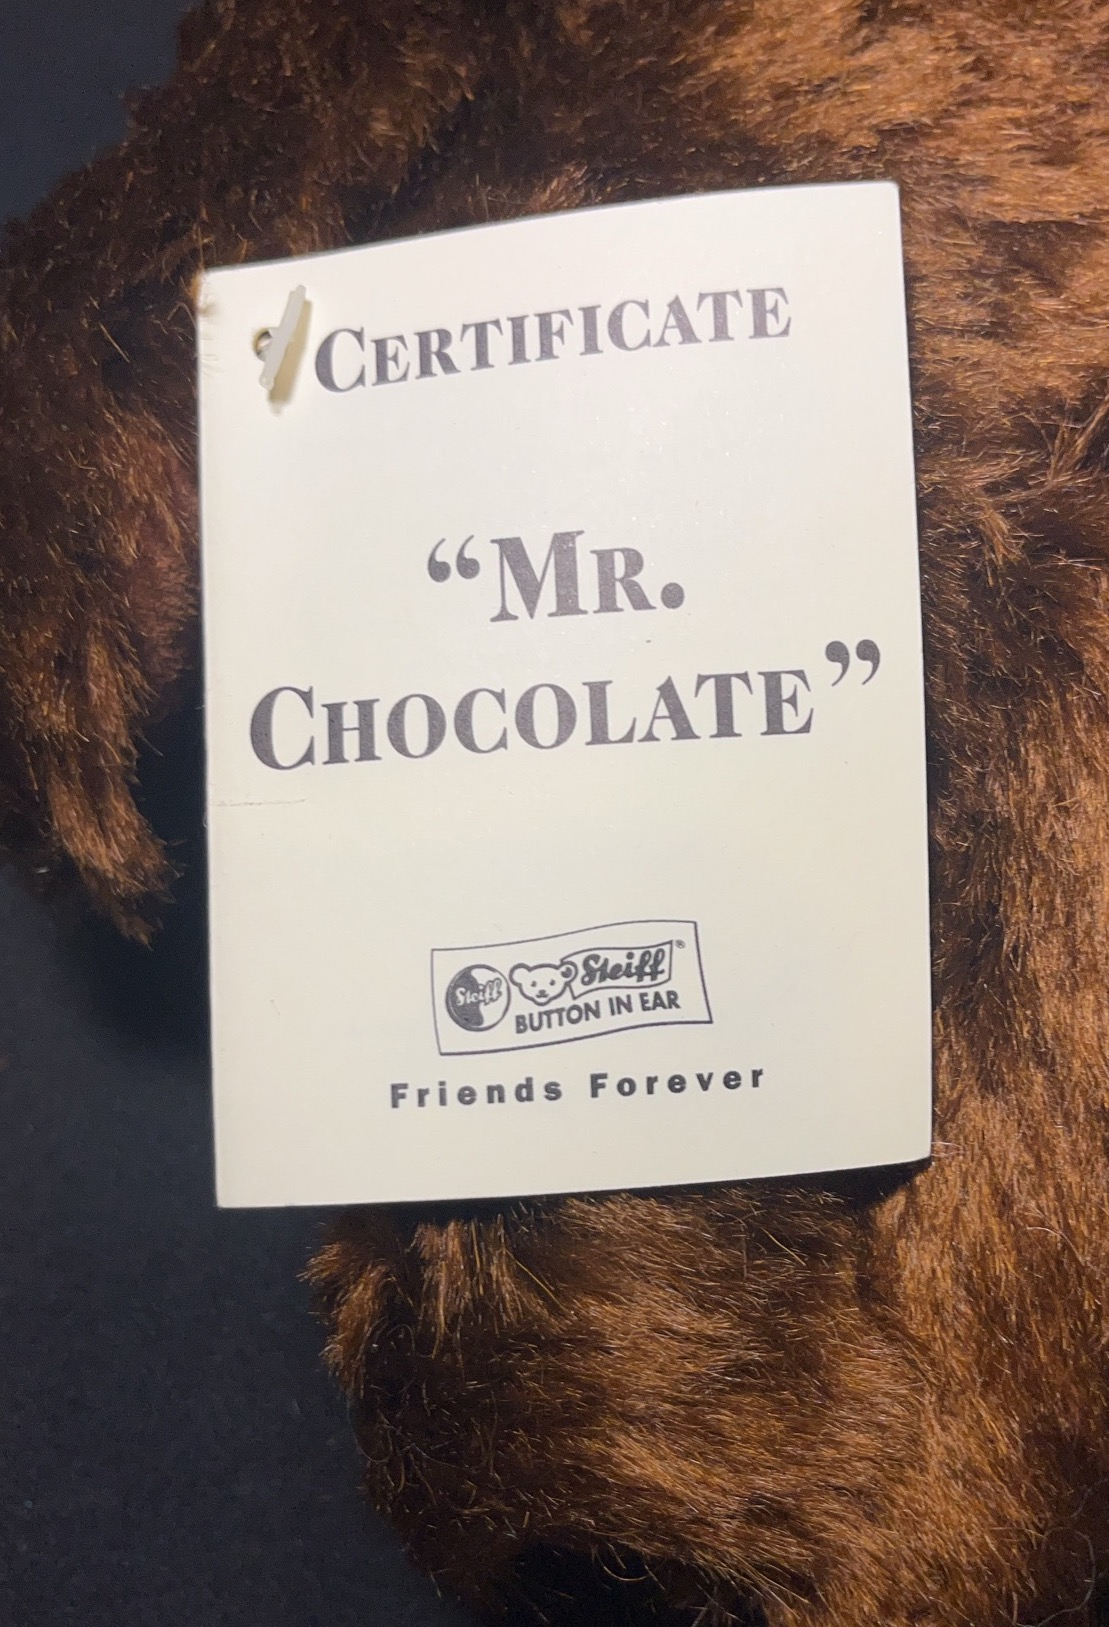 CERTIFICATE
“MR.
CHOCOLATE”
Steiff
Steiff®
BUTTON IN EAR
Friends Forever